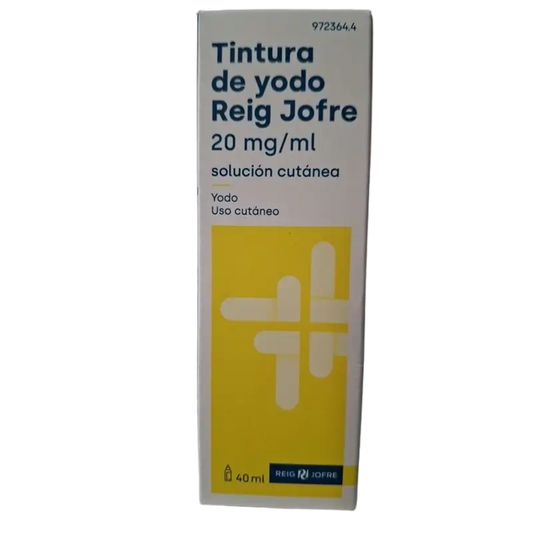 972364.4
Tintura
de yodo
Reig Jofre
20 mg/ml
solución cutánea
Yodo
Uso cutáneo
40 ml
REIG RJ JOFRE